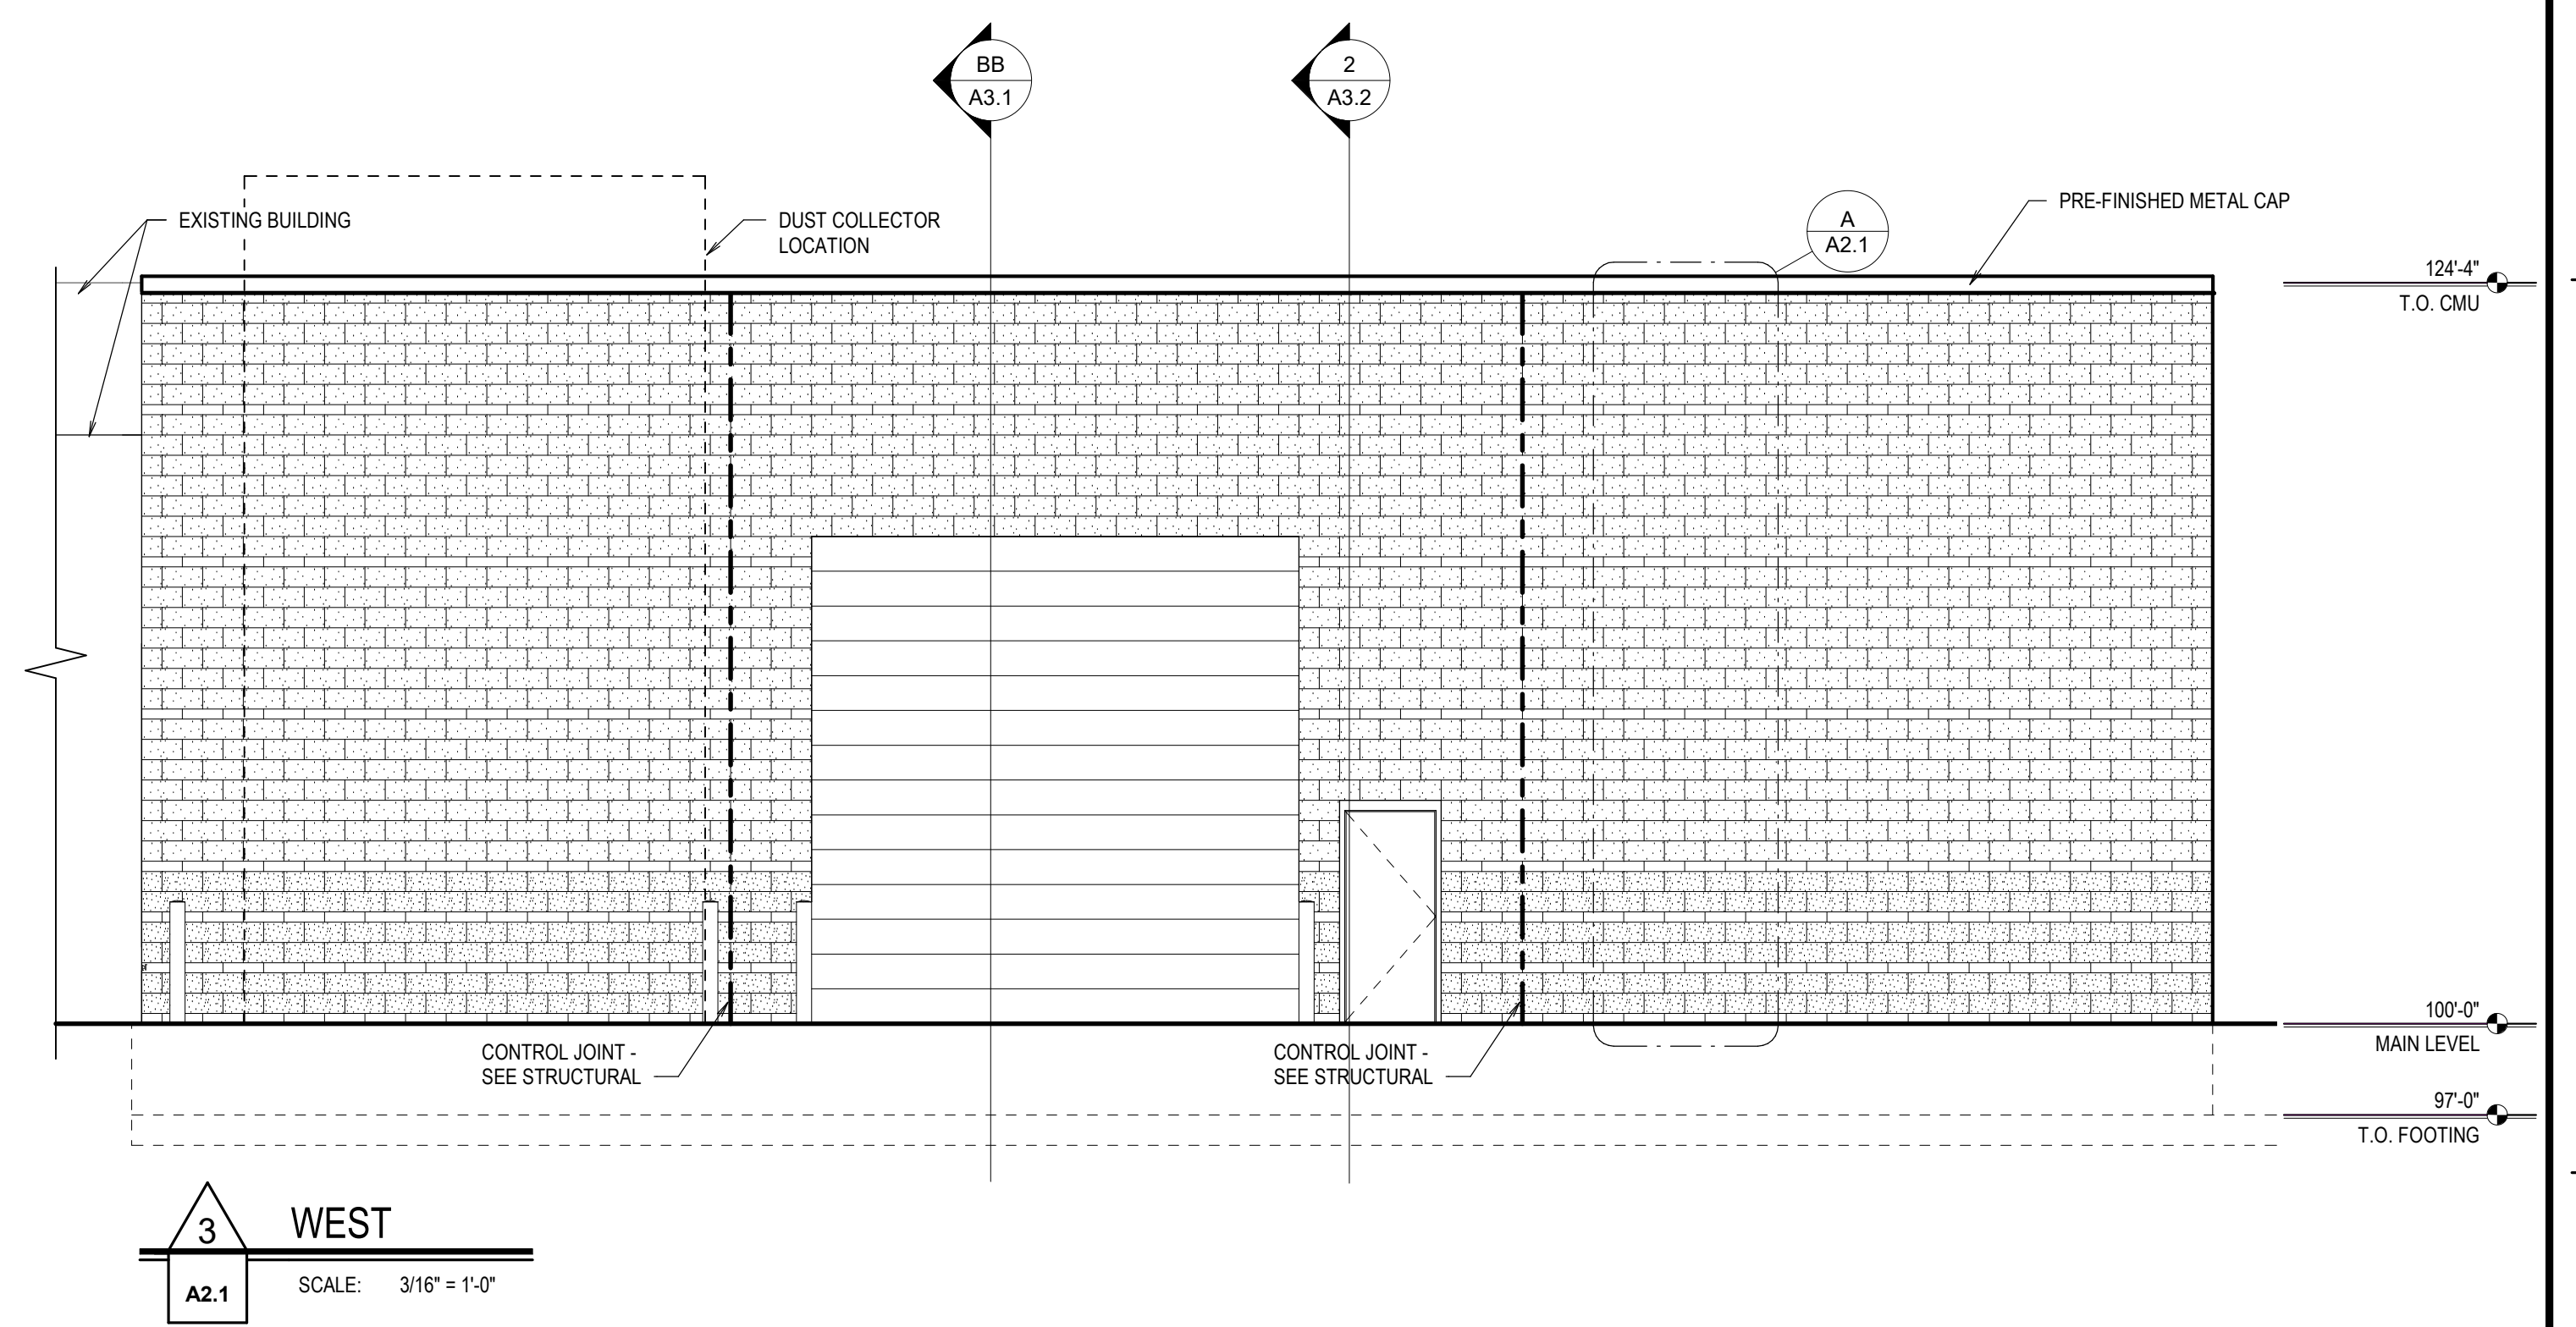 BB
A3.1
2
A3.2
EXISTING BUILDING
DUST COLLECTOR
LOCATION
A
A2.1
PRE-FINISHED METAL CAP
124'-4"
T.O. CMU
CONTROL JOINT -
SEE STRUCTURAL
CONTROL JOINT -
SEE STRUCTURAL
100'-0"
MAIN LEVEL
97'-0"
T.O. FOOTING
3
WEST
A2.1
SCALE: 3/16" = 1'-0"